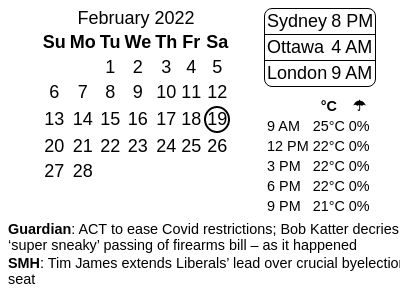 February 2022
Su Mo Tu We Th Fr Sa
1 2 3 4 5
6 7 8 9 10 11 12
13 14 15 16 17 18 19
20 21 22 23 24 25 26
27 28
Sydney 8 PM
Ottawa 4 AM
London 9 AM
°C ☂
9 AM 25°C 0%
12 PM 22°C 0%
3 PM 22°C 0%
6 PM 22°C 0%
9 PM 21°C 0%
Guardian: ACT to ease Covid restrictions; Bob Katter decries
‘super sneaky’ passing of firearms bill – as it happened
SMH: Tim James extends Liberals’ lead over crucial byelection
seat